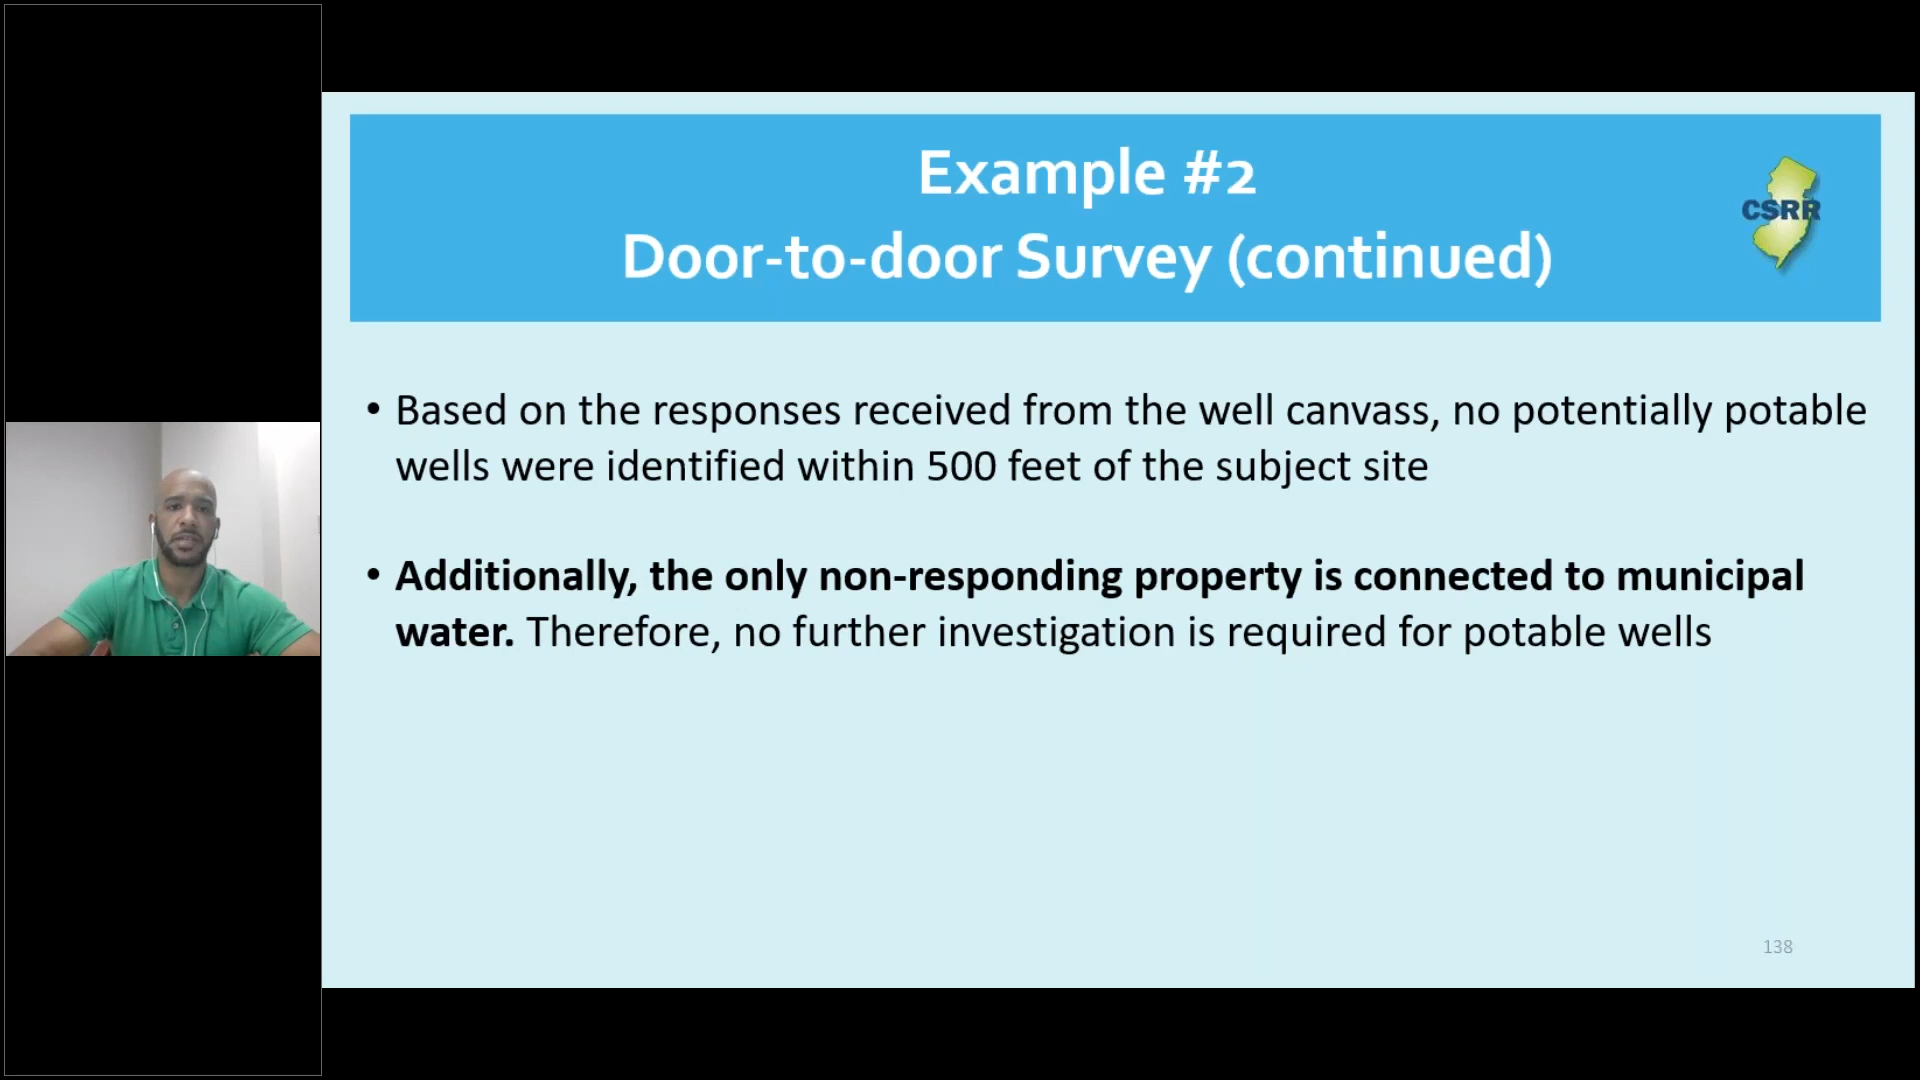 Example #2
Door-to-door Survey (continued)
CSRR
• Based on the responses received from the well canvass, no potentially potable
wells were identified within 500 feet of the subject site
• Additionally, the only non-responding property is connected to municipal
water. Therefore, no further investigation is required for potable wells
138